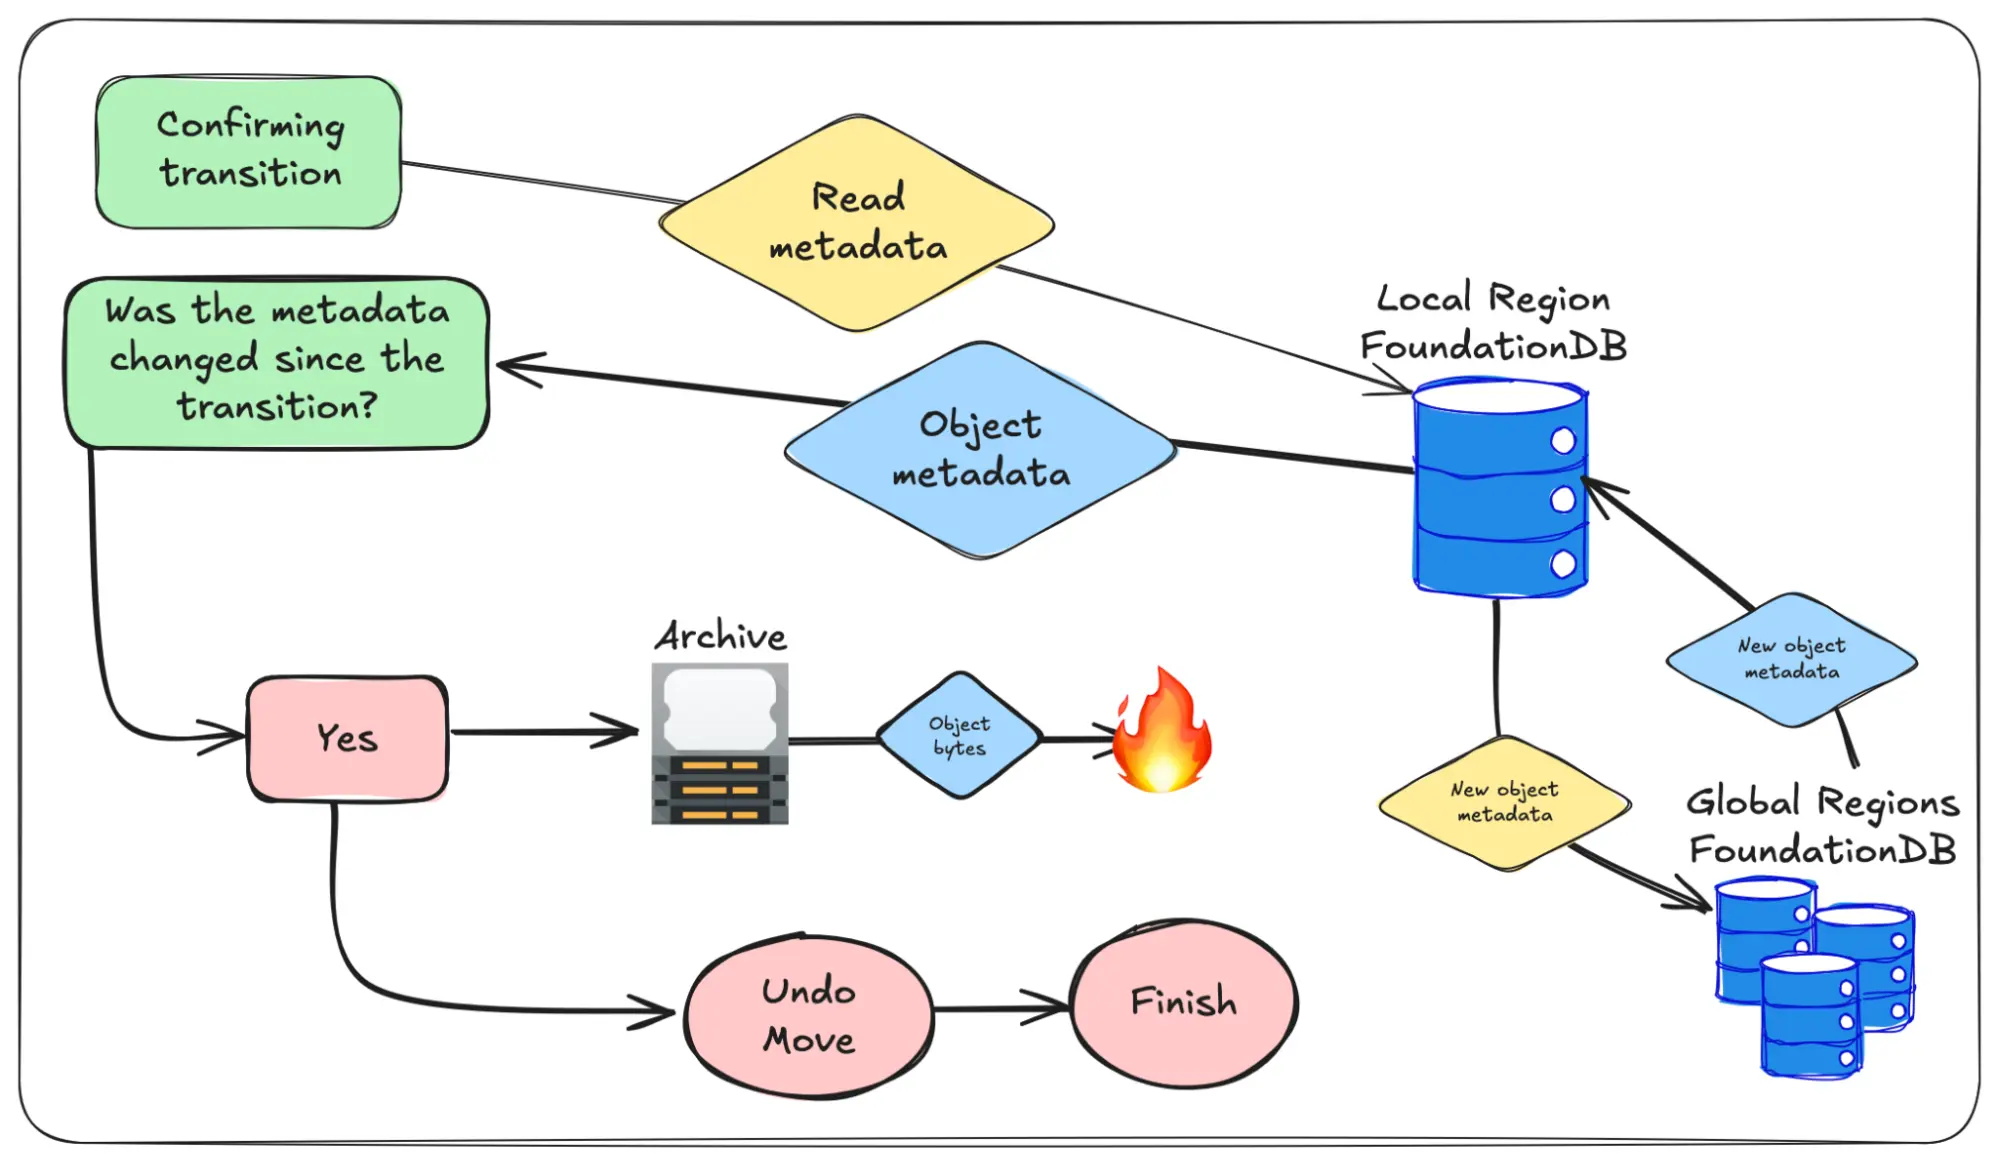 Confirming
transition
Read
metadata
Was the metadata
changed since the
transition?
Local Region
FoundationDB
Object
metadata
Archive
New object
metadata
Yes
Object
bytes
New object
metadata
Global Regions
FoundationDB
Undo
Move
Finish